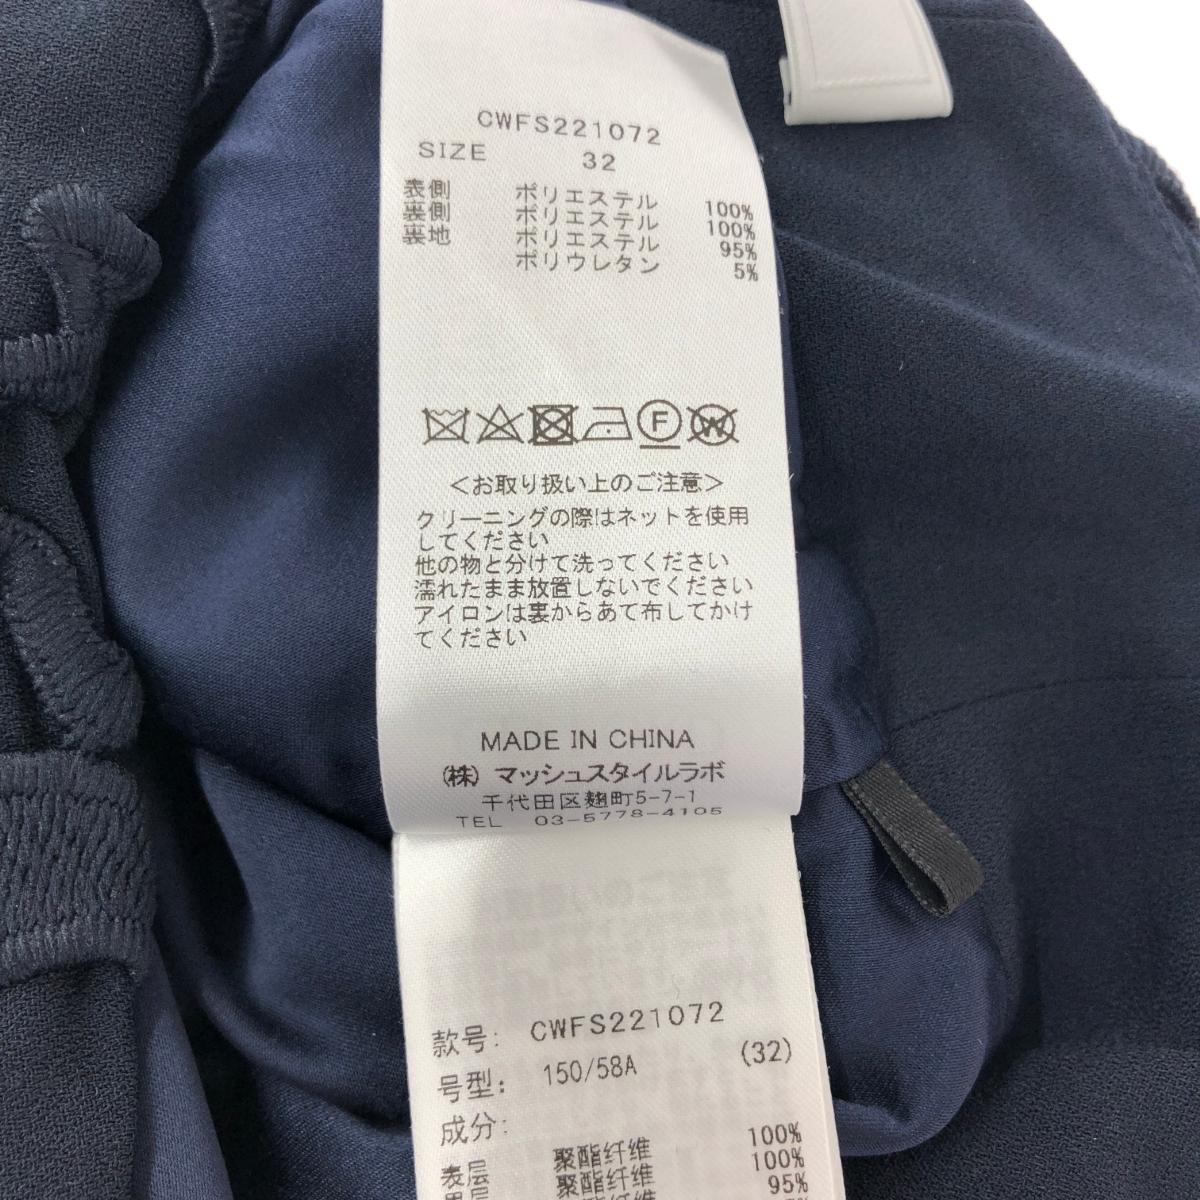 CWFS221072
SIZE 32
表側 ポリエステル 100%
裏側 ポリエステル 100%
裏地 ポリエステル 95%
ポリウレタン 5%
F
W
<お取り扱い上のご注意>
クリーニングの際はネットを使用
してください
他の物と分けて洗ってください
濡れたまま放置しないでください
アイロンは裏からあて布してかけ
てください
MADE IN CHINA
(株) マッシュスタイルラボ
千代田区麹町5-7-1
TEL 03-5778-4105
款号: CWFS221072
号型: 150/58A (32)
成分:
表层 聚酯纤维 100%
里层 聚酯纤维 100%
95%